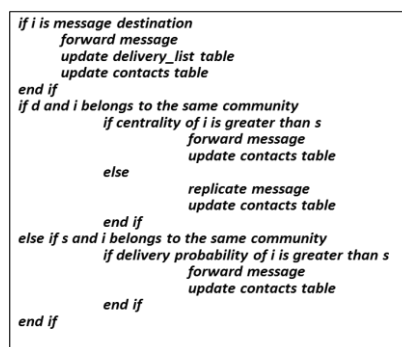 if i is message destination
forward message
update delivery_list table
update contacts table
end if
if d and i belongs to the same community
if centrality of i is greater than s
forward message
update contacts table
else
replicate message
update contacts table
end if
else if s and i belongs to the same community
if delivery probability of i is greater than s
forward message
update contacts table
end if
end if